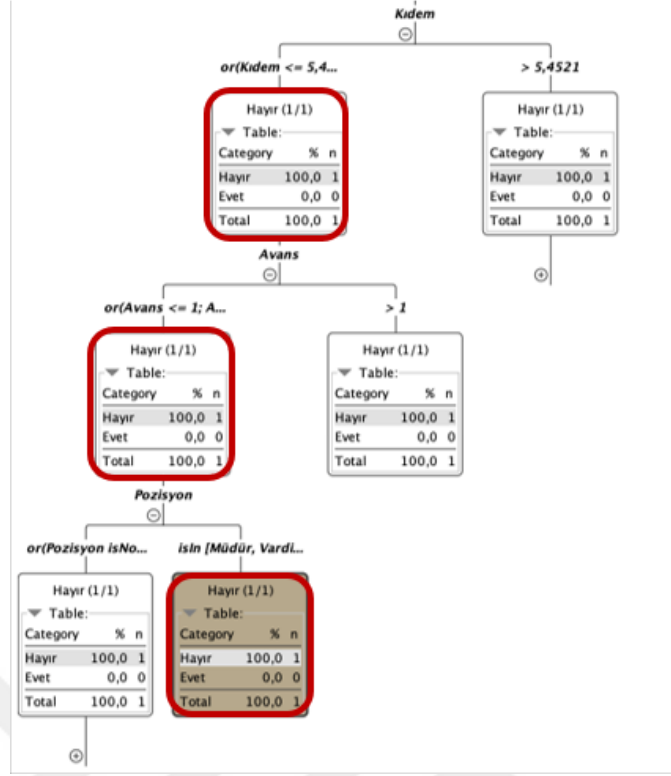 Kıdem
or(Kıdem <= 5,4...
> 5,4521
Hayır (1/1)
Table:
Category % n
Hayır 100,0 1
Evet 0,0 0
Total 100,0 1
Hayır (1/1)
Table:
Category % n
Hayır 100,0 1
Evet 0,0 0
Total 100,0 1
Avans
or(Avans <= 1; A...
> 1
Hayır (1/1)
Table:
Category % n
Hayır 100,0 1
Evet 0,0 0
Total 100,0 1
Hayır (1/1)
Table:
Category % n
Hayır 100,0 1
Evet 0,0 0
Total 100,0 1
Pozisyon
or(Pozisyon isNo...
isIn [Müdür, Vardi...
Hayır (1/1)
Table:
Category % n
Hayır 100,0 1
Evet 0,0 0
Total 100,0 1
Hayır (1/1)
Table:
Category % n
Hayır 100,0 1
Evet 0,0 0
Total 100,0 1